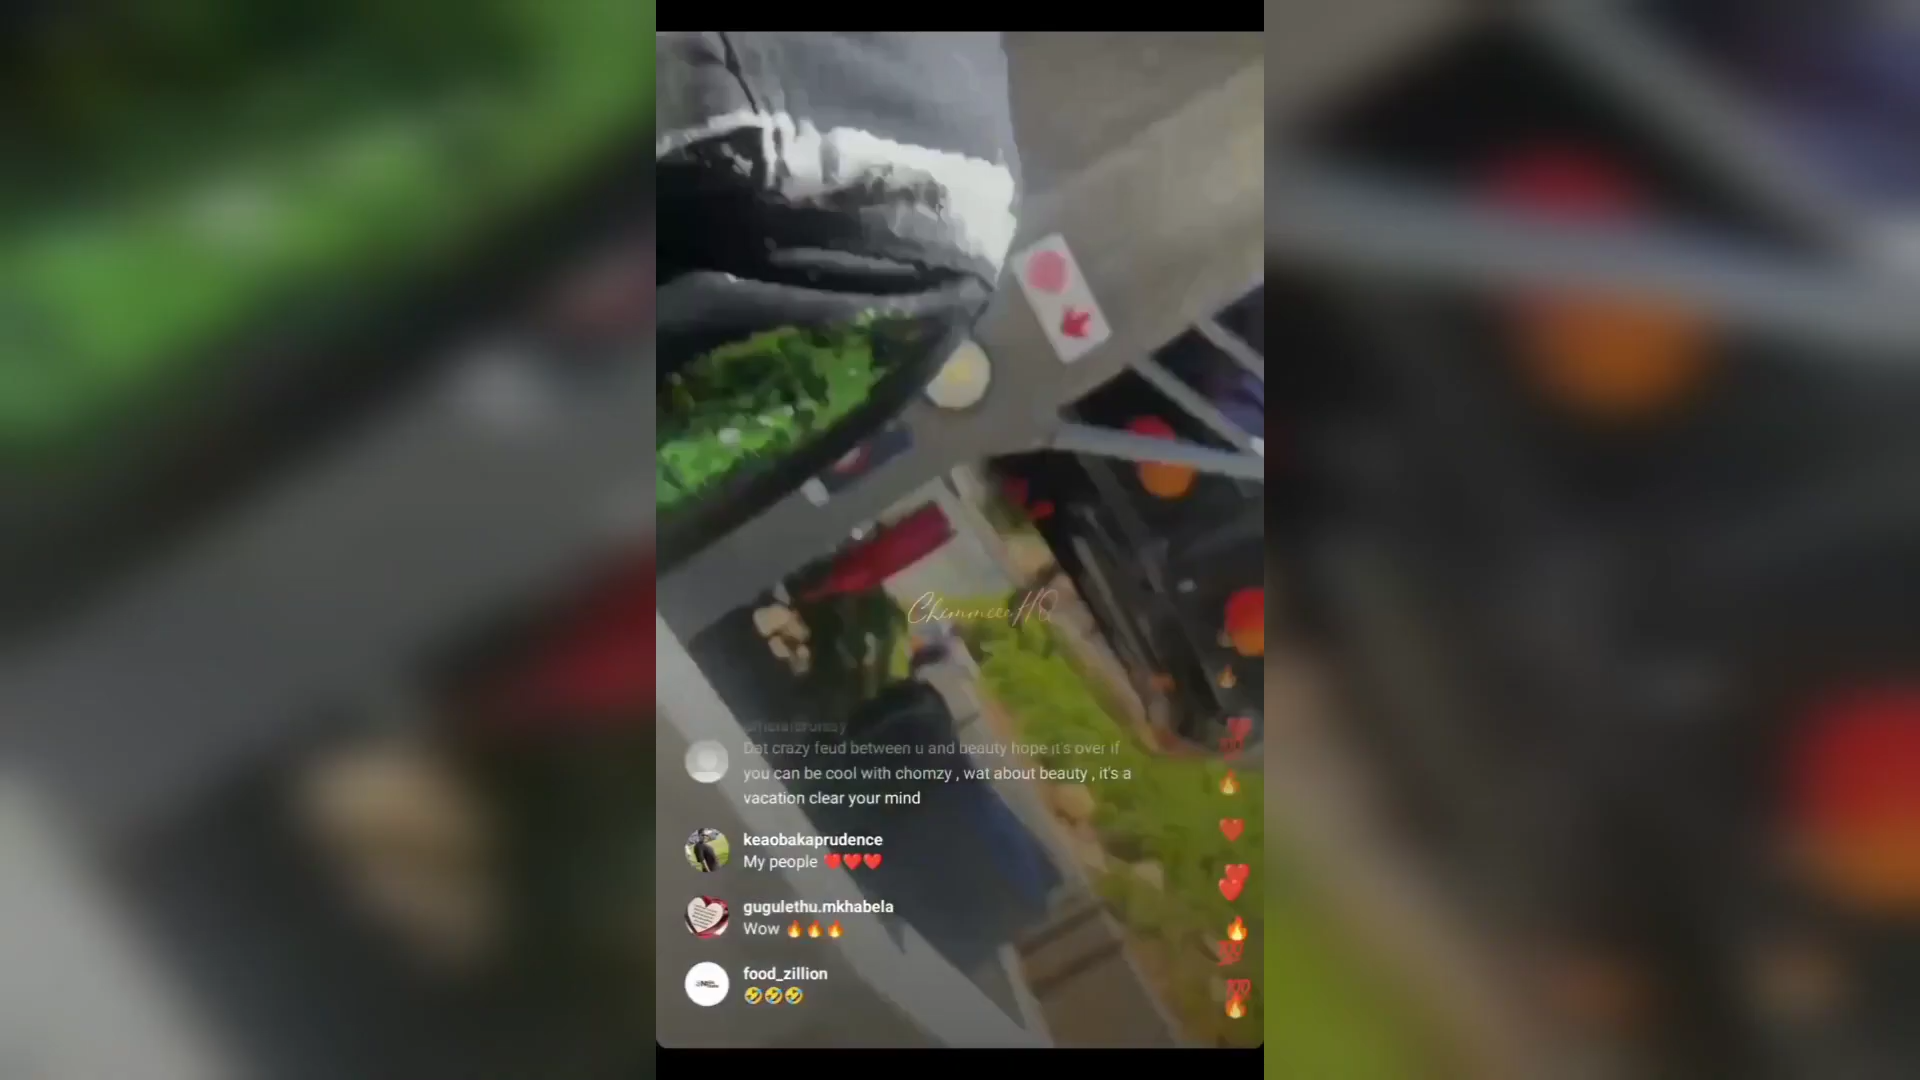 ChimmeeHQ
Dat crazy feud between u and beauty hope it's over if
you can be cool with chomzy , wat about beauty , it's a
vacation clear your mind
keaobakaprudence
My people ❤️❤️❤️
gugulethu.mkhabela
Wow 🔥🔥🔥
food_zillion
🤣🤣🤣